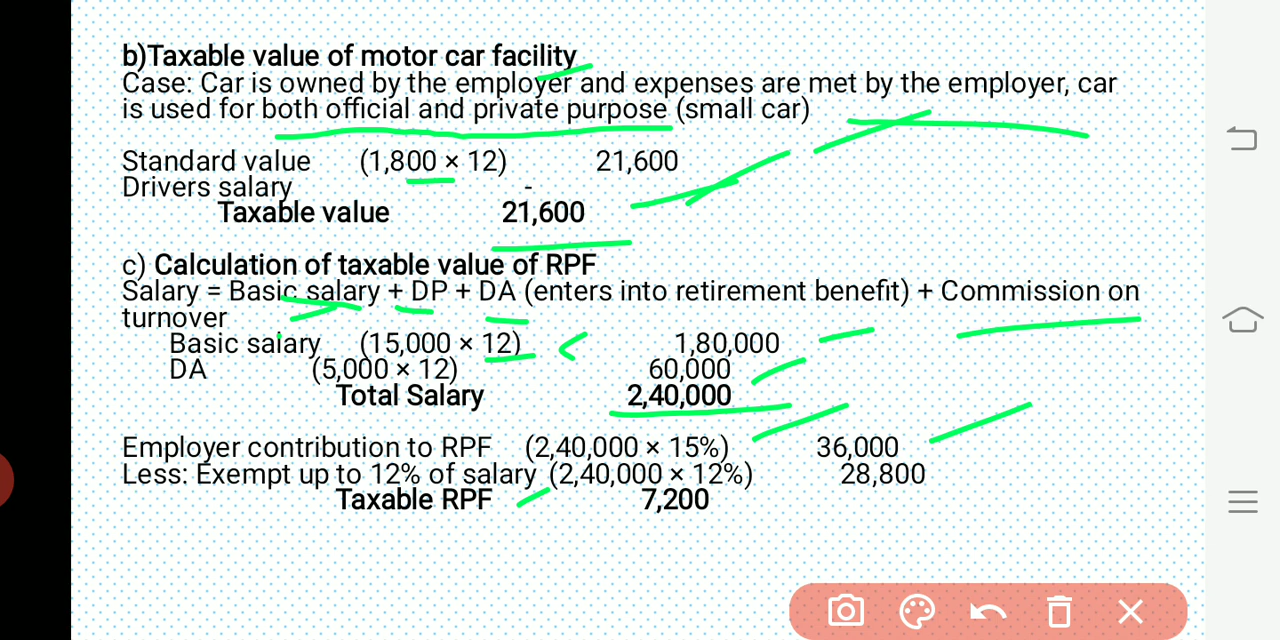 b)Taxable value of motor car facility
Case: Car is owned by the employer and expenses are met by the employer, car
is used for both official and private purpose (small car)
Standard value (1,800 × 12) 21,600
Drivers salary -
Taxable value 21,600
c) Calculation of taxable value of RPF
Salary = Basic salary + DP + DA (enters into retirement benefit) + Commission on
turnover
Basic salary (15,000 × 12) 1,80,000
DA (5,000 × 12) 60,000
Total Salary 2,40,000
Employer contribution to RPF (2,40,000 × 15%) 36,000
Less: Exempt up to 12% of salary (2,40,000 × 12%) 28,800
Taxable RPF 7,200